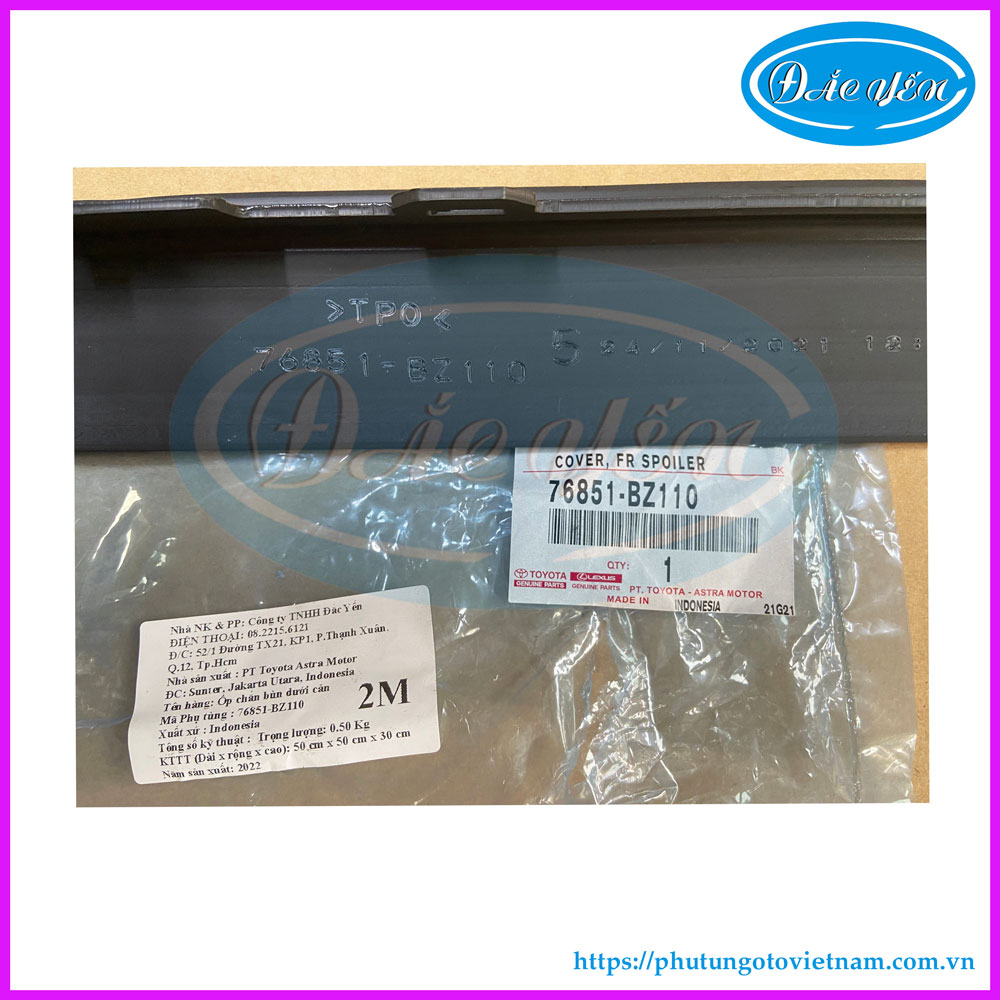 ĐẮC YẾN
>TPO<
76851-BZ110
5 24/11/2021 12:
ĐẮC YẾN
COVER, FR SPOILER
BK
76851-BZ110
QTY: 1
TOYOTA LEXUS
GENUINE PARTS GENUINE PARTS PT. TOYOTA - ASTRA MOTOR
MADE IN INDONESIA 21G21
Nhà NK & PP: Công ty TNHH Đắc Yến
ĐIỆN THOẠI: 08.2215.6121
Đ/C: 52/1 Đường TX21, KP1, P.Thạnh Xuân,
Q.12, Tp.Hcm
Nhà sản xuất : PT Toyota Astra Motor
ĐC: Sunter, Jakarta Utara, Indonesia
Tên hàng: Ốp chắn bùn dưới cản
Mã Phụ tùng : 76851-BZ110
2M
Xuất xứ : Indonesia
Tổng số kỹ thuật : Trọng lượng: 0.50 Kg
KTTT (Dài x rộng x cao): 50 cm x 50 cm x 30 cm
Năm sản xuất: 2022
https://phutungotovietnam.com.vn